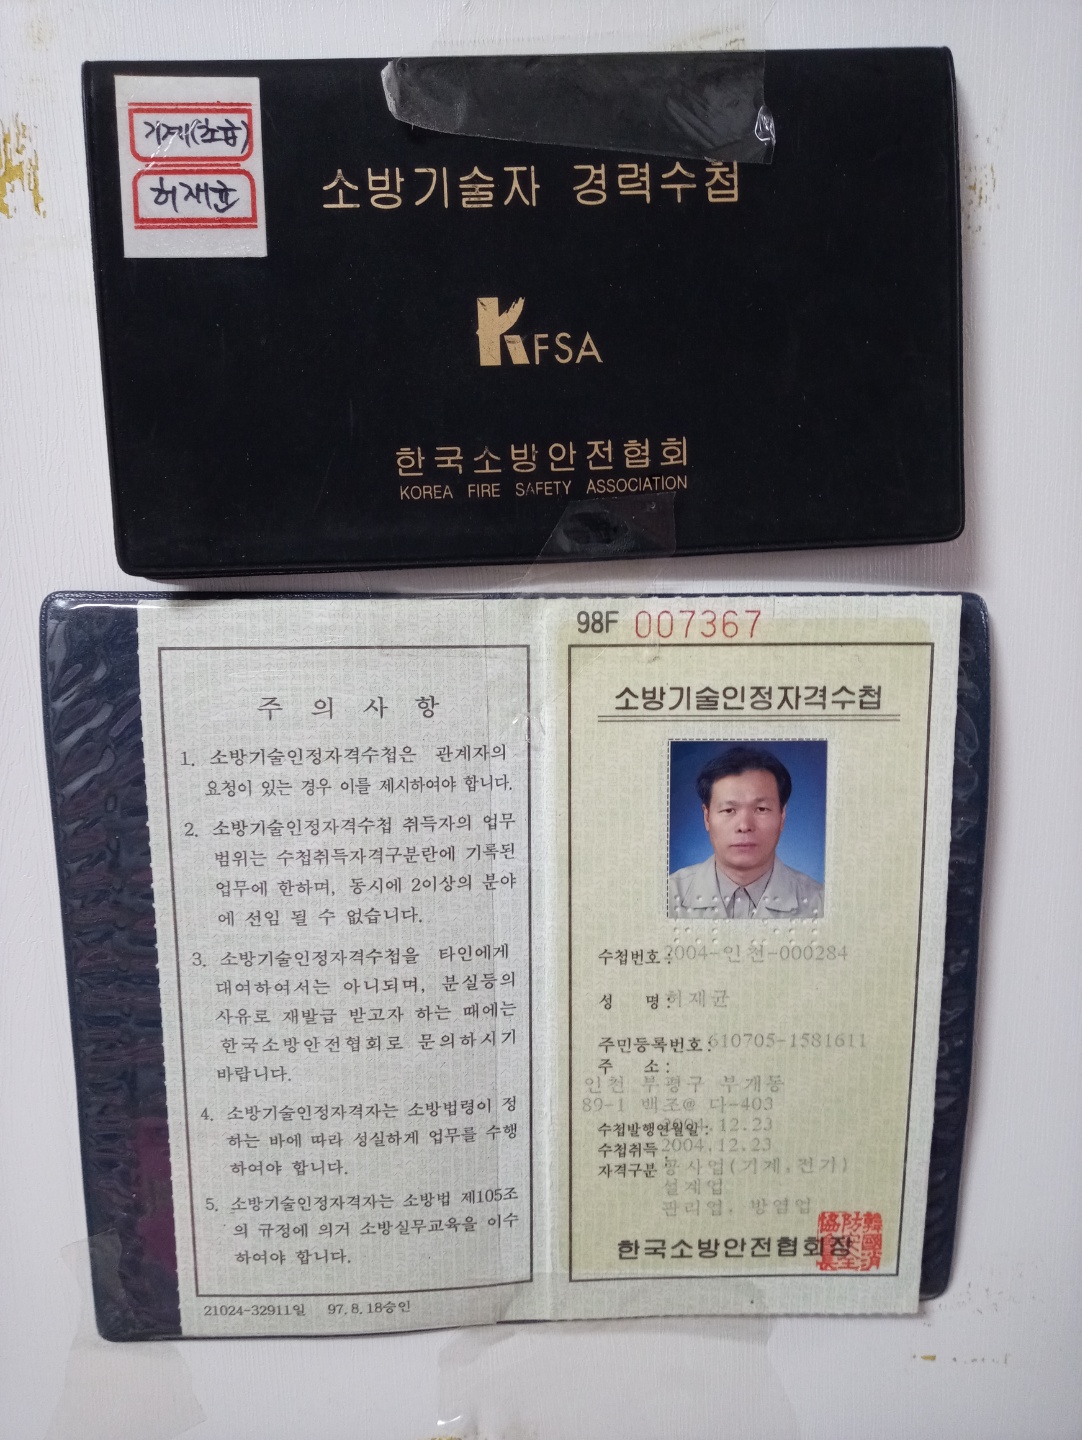 기계(초급)
허재균
소방기술자 경력수첩
KFSA
한국소방안전협회
KOREA FIRE SAFETY ASSOCIATION
주 의 사 항
1. 소방기술인정자격수첩은 관계자의
요청이 있는 경우 이를 제시하여야 합니다.
2. 소방기술인정자격수첩 취득자의 업무
범위는 수첩취득자격구분란에 기록된
업무에 한하며, 동시에 2이상의 분야
에 선임 될 수 없습니다.
3. 소방기술인정자격수첩을 타인에게
대여하여서는 아니되며, 분실등의
사유로 재발급 받고자 하는 때에는
한국소방안전협회로 문의하시기
바랍니다.
4. 소방기술인정자격자는 소방법령이 정
하는 바에 따라 성실하게 업무를 수행
하여야 합니다.
5. 소방기술인정자격자는 소방법 제105조
의 규정에 의거 소방실무교육을 이수
하여야 합니다.
21024-32911일 97.8.18승인
98F 007367
소방기술인정자격수첩
수첩번호: 2004-인천-000284
성 명: 허재균
주민등록번호: 610705-1581611
주 소:
인천 부평구 부개동
89-1 백조@ 다-403
수첩발행연월일: 2004.12.23
수첩취득 2004.12.23
자격구분 공사업(기계,전기)
설계업
관리업, 방염업
한국소방안전협회장